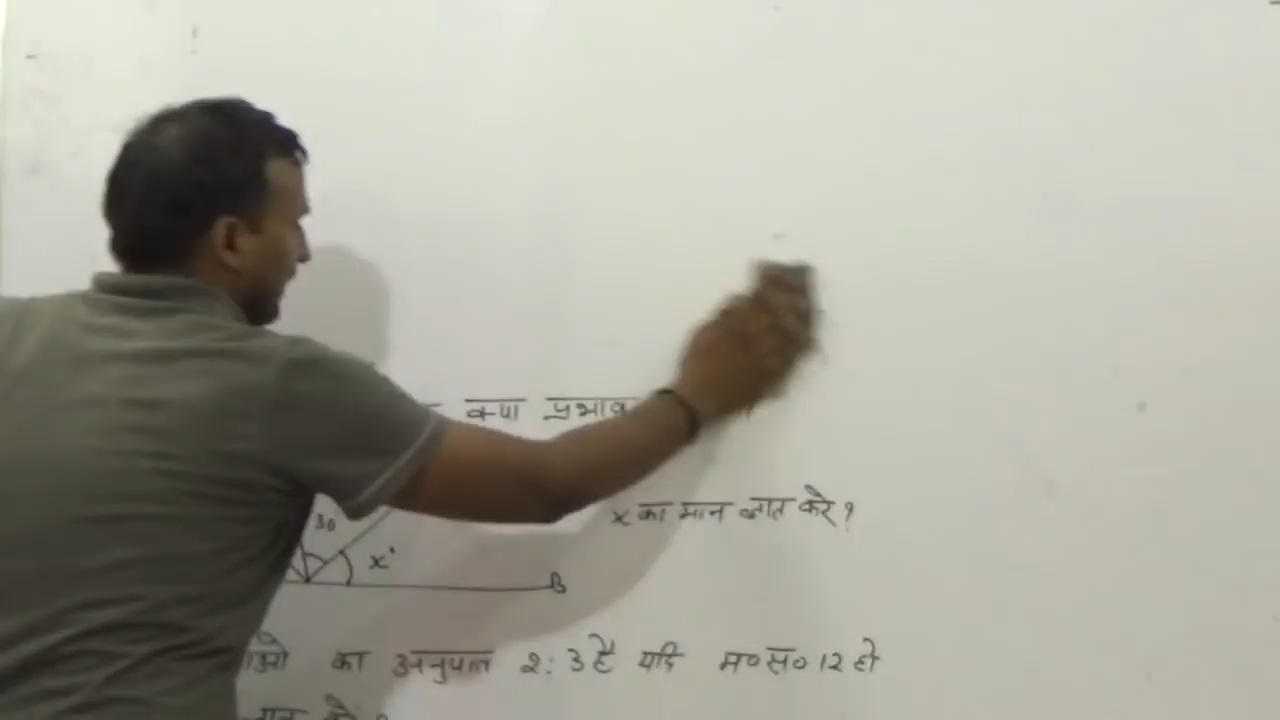 क्या प्रभाव
30
x का मान ज्ञात करे ?
x°
B
का अनुपात 2:3 है यदि म०स० 12 हो